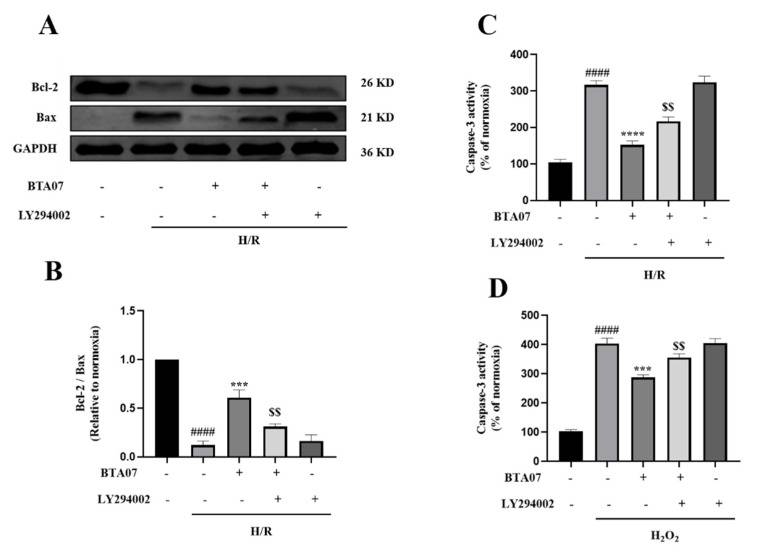 A
Bcl-2 26 KD
Bax 21 KD
GAPDH 36 KD
BTA07 - - + + -
LY294002 - - - + +
H/R
B
Bcl-2 / Bax
(Relative to normoxia)
1.5
1.0
0.5
0.0
####
***
$$
BTA07 - - + + -
LY294002 - - - + +
H/R
C
Caspase-3 activity
(% of normoxia)
400
300
200
100
0
####
****
$$
BTA07 - - + + -
LY294002 - - - + +
H/R
D
Caspase-3 activity
(% of normoxia)
500
400
300
200
100
0
####
***
$$
BTA07 - - + + -
LY294002 - - - + +
H₂O₂